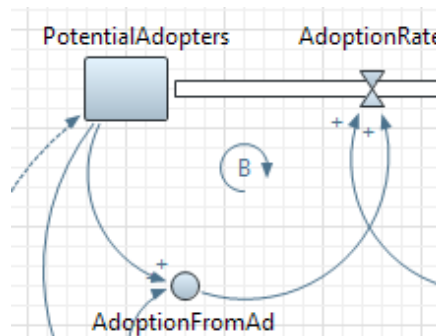 PotentialAdopters
AdoptionRate
+
+
B
+
AdoptionFromAd